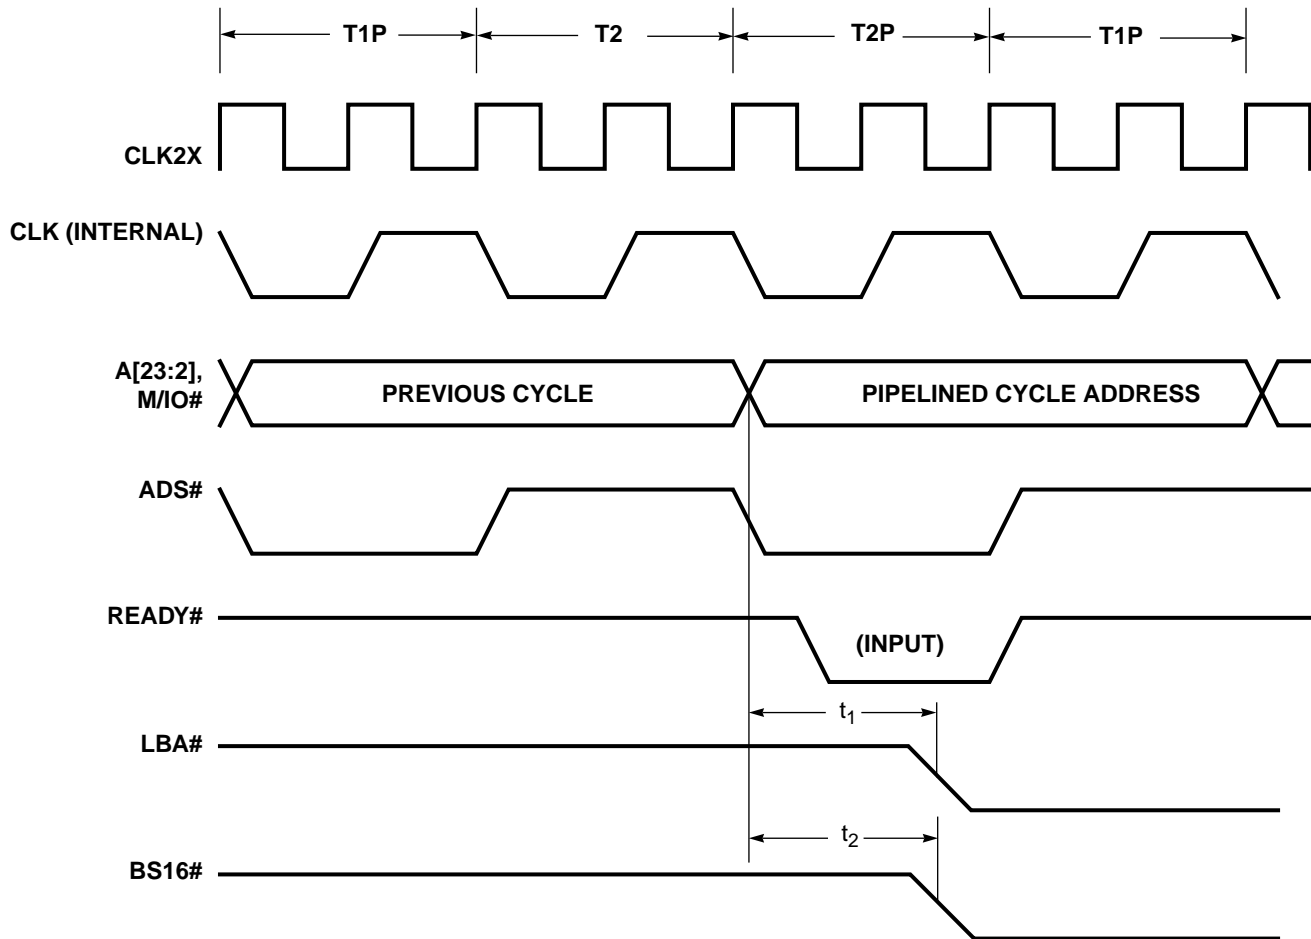 T1P T2 T2P T1P
CLK2X
CLK (INTERNAL)
A[23:2],
M/IO#
PREVIOUS CYCLE PIPELINED CYCLE ADDRESS
ADS#
READY#
(INPUT)
t1
LBA#
t2
BS16#